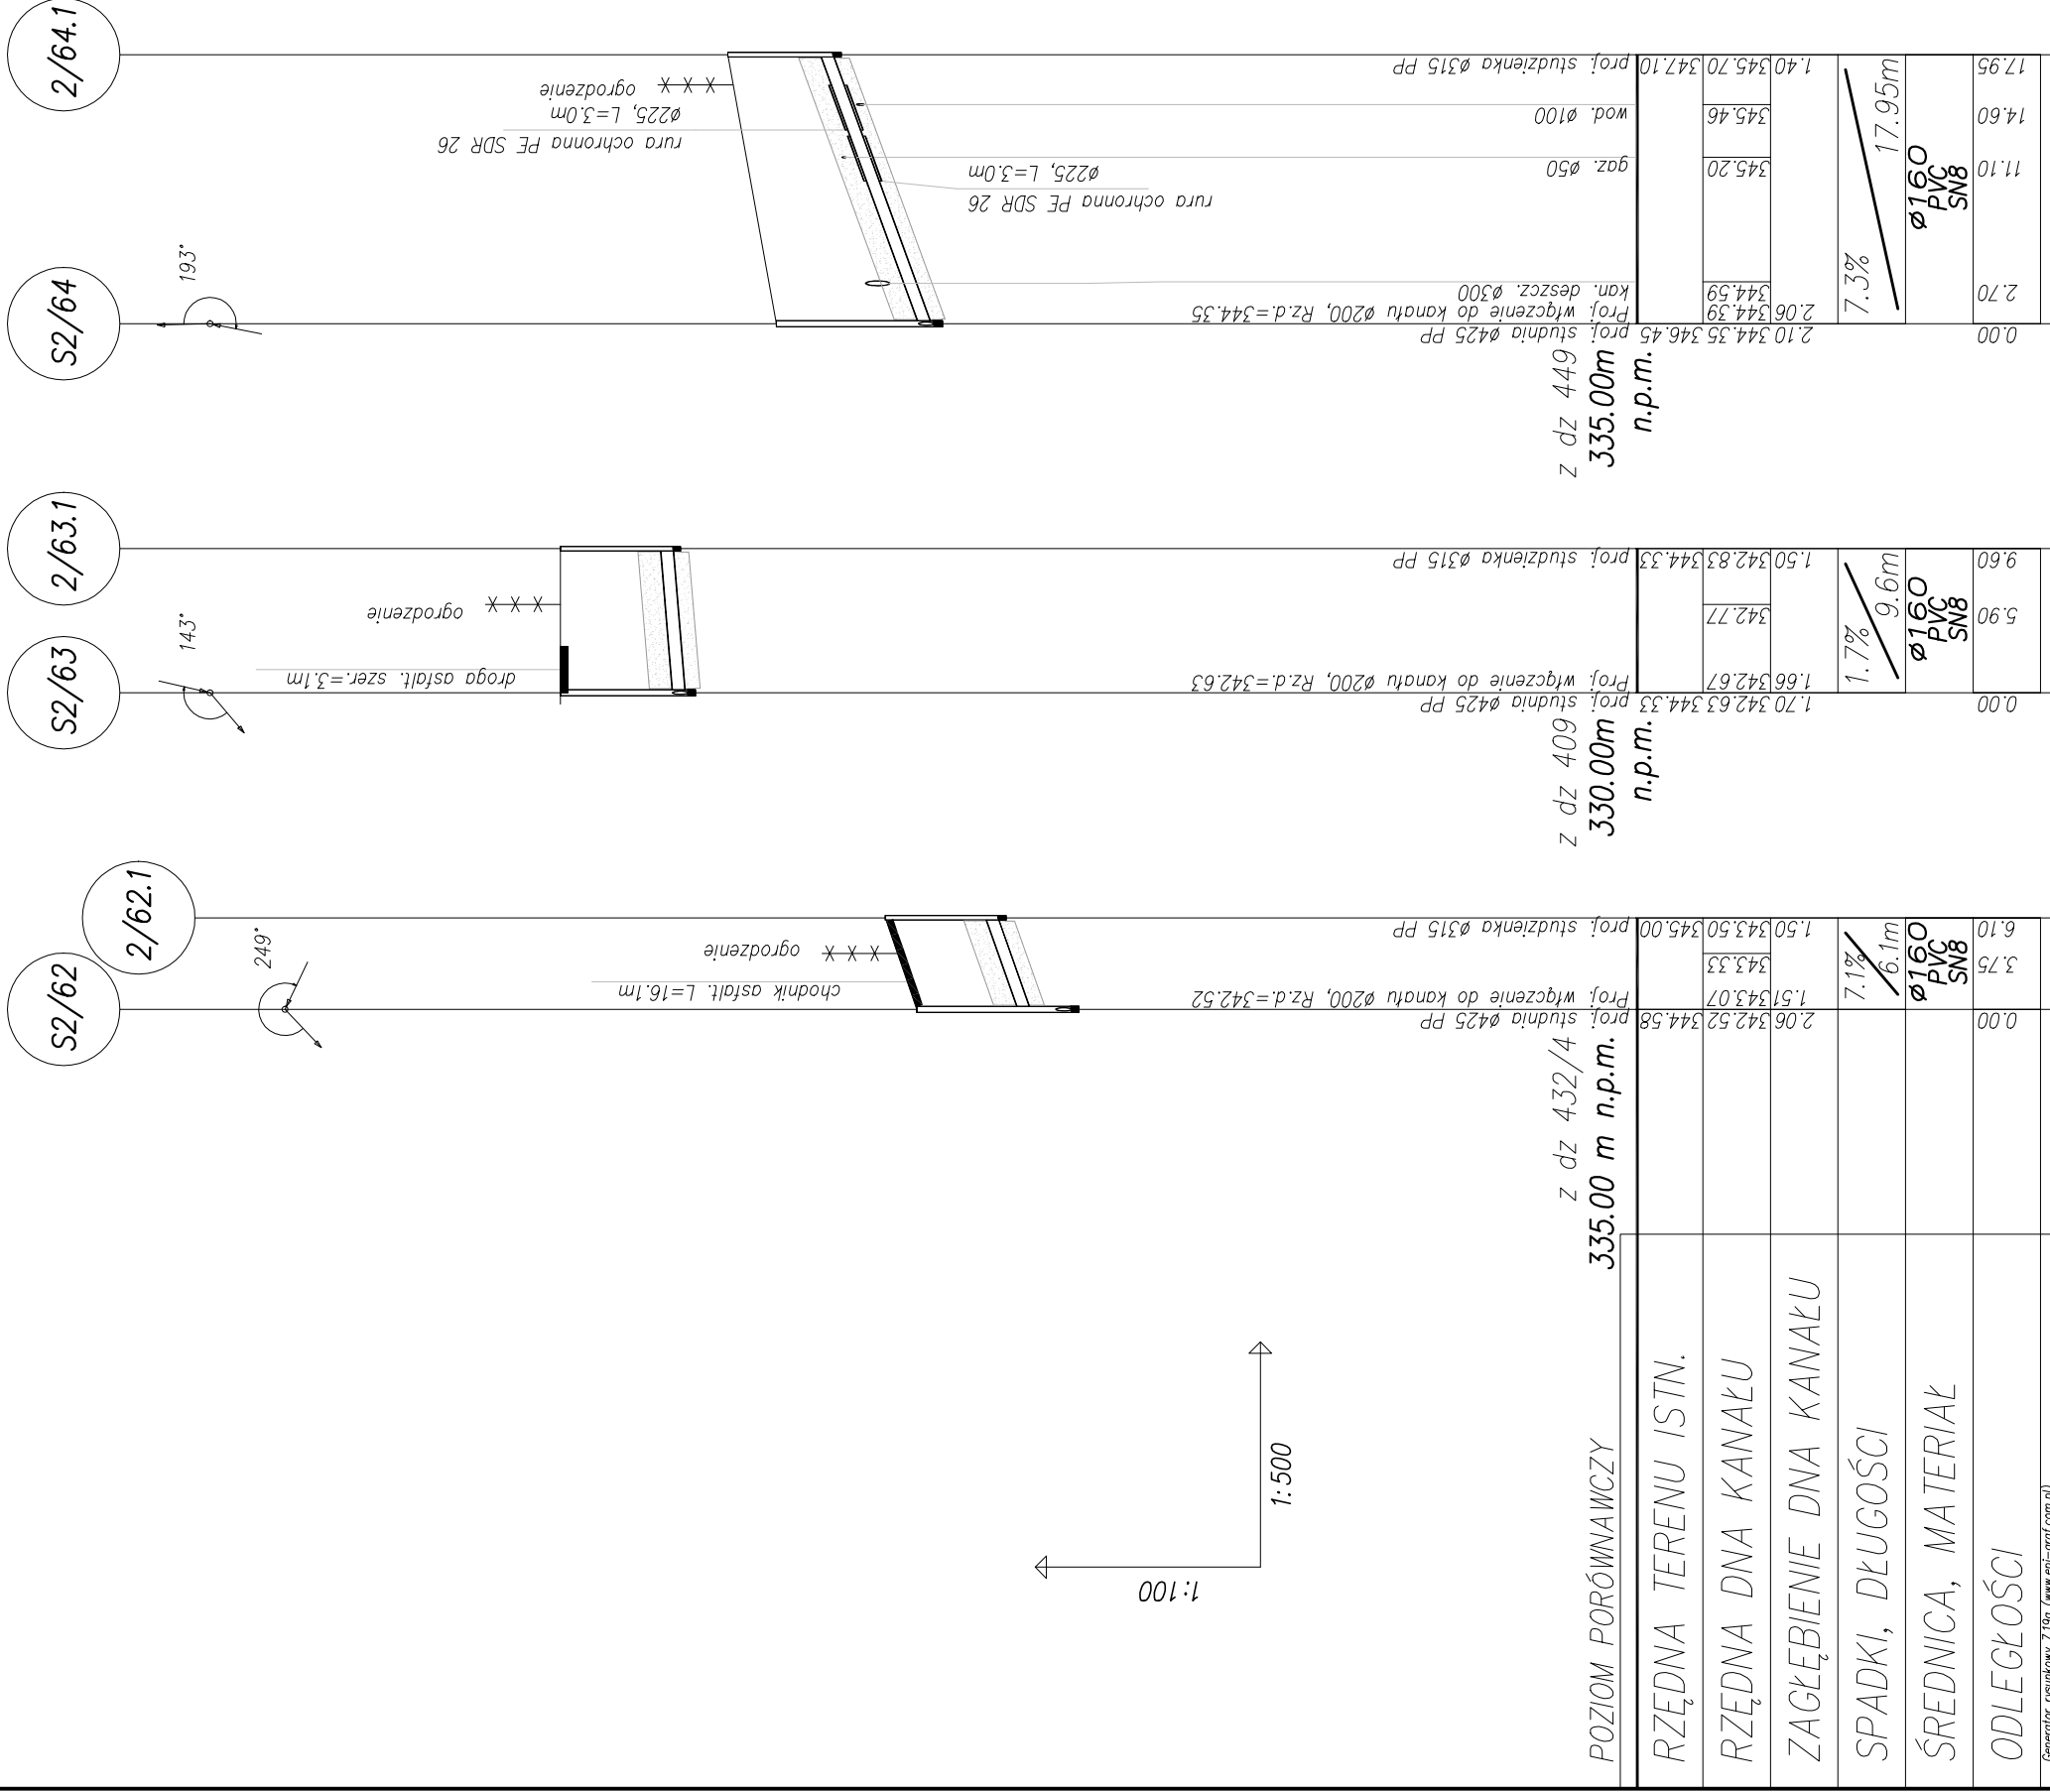 S2/62
2/62.1
S2/63
2/63.1
S2/64
2/64.1
249°
143°
193°
chodnik asfalt. L=16.1m
ogrodzenie
droga asfalt. szer.=3.1m
ogrodzenie
rura ochronna PE SDR 26
ø225, L=3.0m
ogrodzenie
rura ochronna PE SDR 26
ø225, L=3.0m
1:100
1:500
proj. studnia ø425 PP
Proj. włączenie do kanału ø200, Rz.d.=342.52
proj. studzienka ø315 PP
proj. studnia ø425 PP
Proj. włączenie do kanału ø200, Rz.d.=342.63
proj. studzienka ø315 PP
proj. studnia ø425 PP
Proj. włączenie do kanału ø200, Rz.d.=344.35
kan. deszcz. ø300
gaz. ø50
wod. ø100
proj. studzienka ø315 PP
z dz 432/4
z dz 409
z dz 449
POZIOM PORÓWNAWCZY
335.00 m n.p.m.
330.00m
n.p.m.
335.00m
n.p.m.
RZĘDNA TERENU ISTN.
344.58
345.00
344.33
344.33
346.45
347.10
RZĘDNA DNA KANAŁU
342.52
343.07
343.33
343.50
342.63
342.67
342.77
342.83
344.35
344.39
344.59
345.20
345.46
345.70
ZAGŁĘBIENIE DNA KANAŁU
2.06
1.51
1.50
1.70
1.66
1.50
2.10
2.06
1.40
SPADKI, DŁUGOŚCI
7.1%
6.1m
1.7%
9.6m
7.3%
17.95m
ŚREDNICA, MATERIAŁ
ø160
PVC
SN8
ø160
PVC
SN8
ø160
PVC
SN8
ODLEGŁOŚCI
0.00
3.75
6.10
0.00
5.90
9.60
0.00
2.70
11.10
14.60
17.95
Generator rysunkowy 7.19a (www.epi-graf.com.pl)